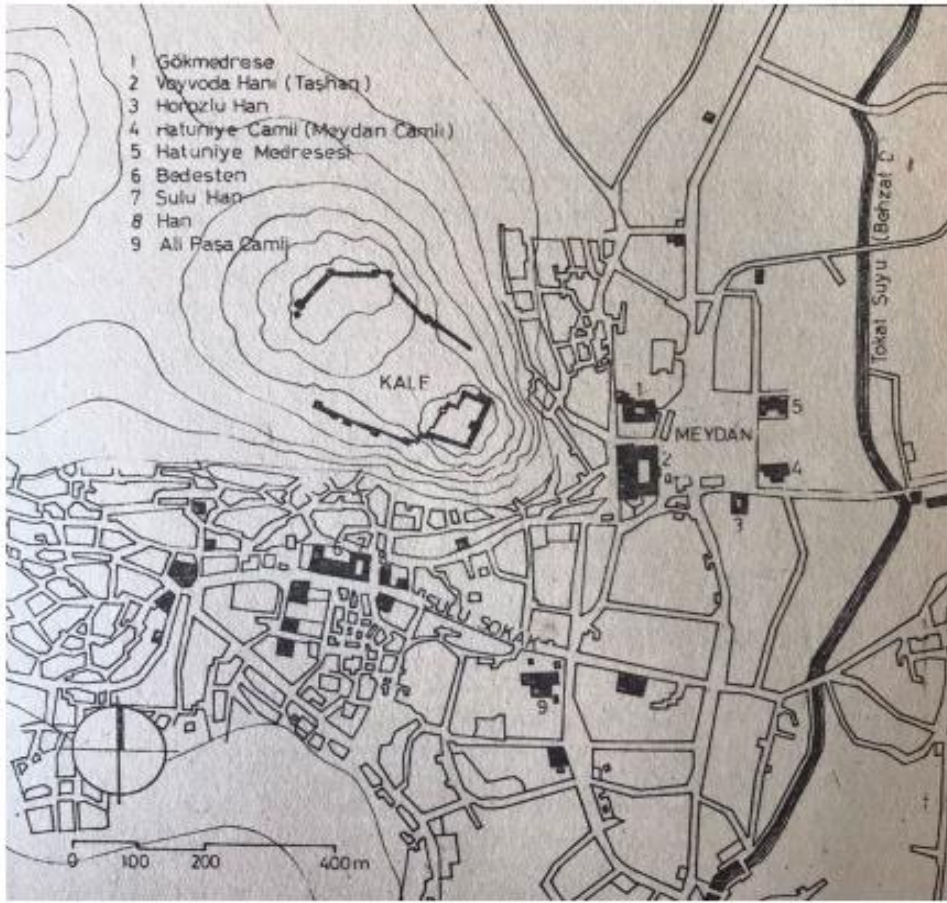 1 Gökmedrese
2 Voyvoda Hanı (Taşhan)
3 Horozlu Han
4 Hatuniye Camii (Meydan Camii)
5 Hatuniye Medresesi
6 Bedesten
7 Sulu Han
8 Han
9 Ali Paşa Camii
Tokat Suyu (Behzat D
KALE
1
MEYDAN
5
2
4
3
6
SULU SOKAK
9
0 100 200 400m